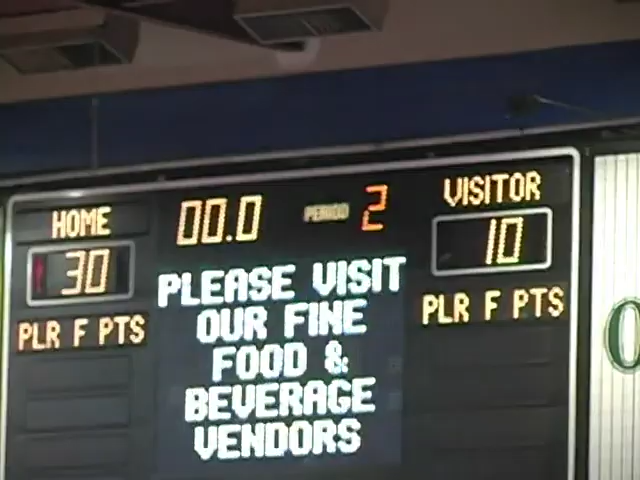 HOME 00.0 PERIOD 2 VISITOR
30 10
PLR F PTS PLR F PTS
PLEASE VISIT
OUR FINE
FOOD &
BEVERAGE
VENDORS